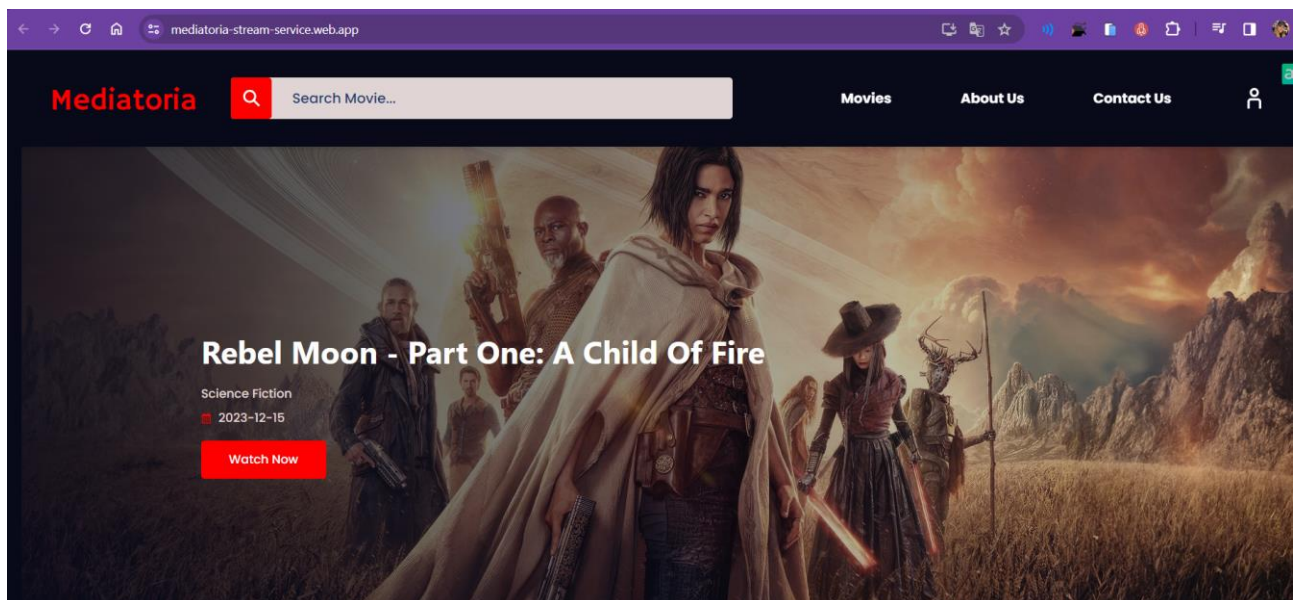 mediatoria-stream-service.web.app
Mediatoria
Search Movie...
Movies
About Us
Contact Us
Rebel Moon - Part One: A Child Of Fire
Science Fiction
2023-12-15
Watch Now